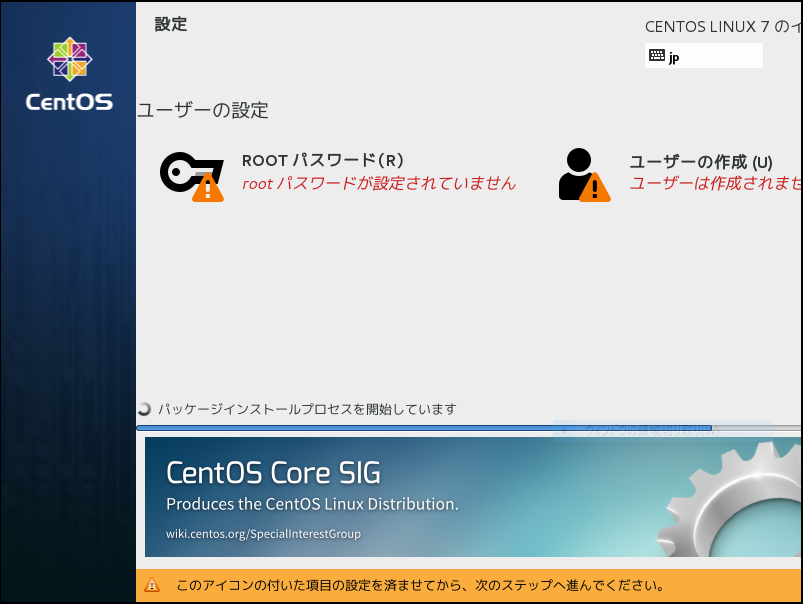 設定
CENTOS LINUX 7 のイ
jp
CentOS
ユーザーの設定
ROOT パスワード(R)
root パスワードが設定されていません
ユーザーの作成 (U)
ユーザーは作成されませ
パッケージインストールプロセスを開始しています
CentOS Core SIG
Produces the CentOS Linux Distribution.
wiki.centos.org/SpecialInterestGroup
このアイコンの付いた項目の設定を済ませてから、次のステップへ進んでください。